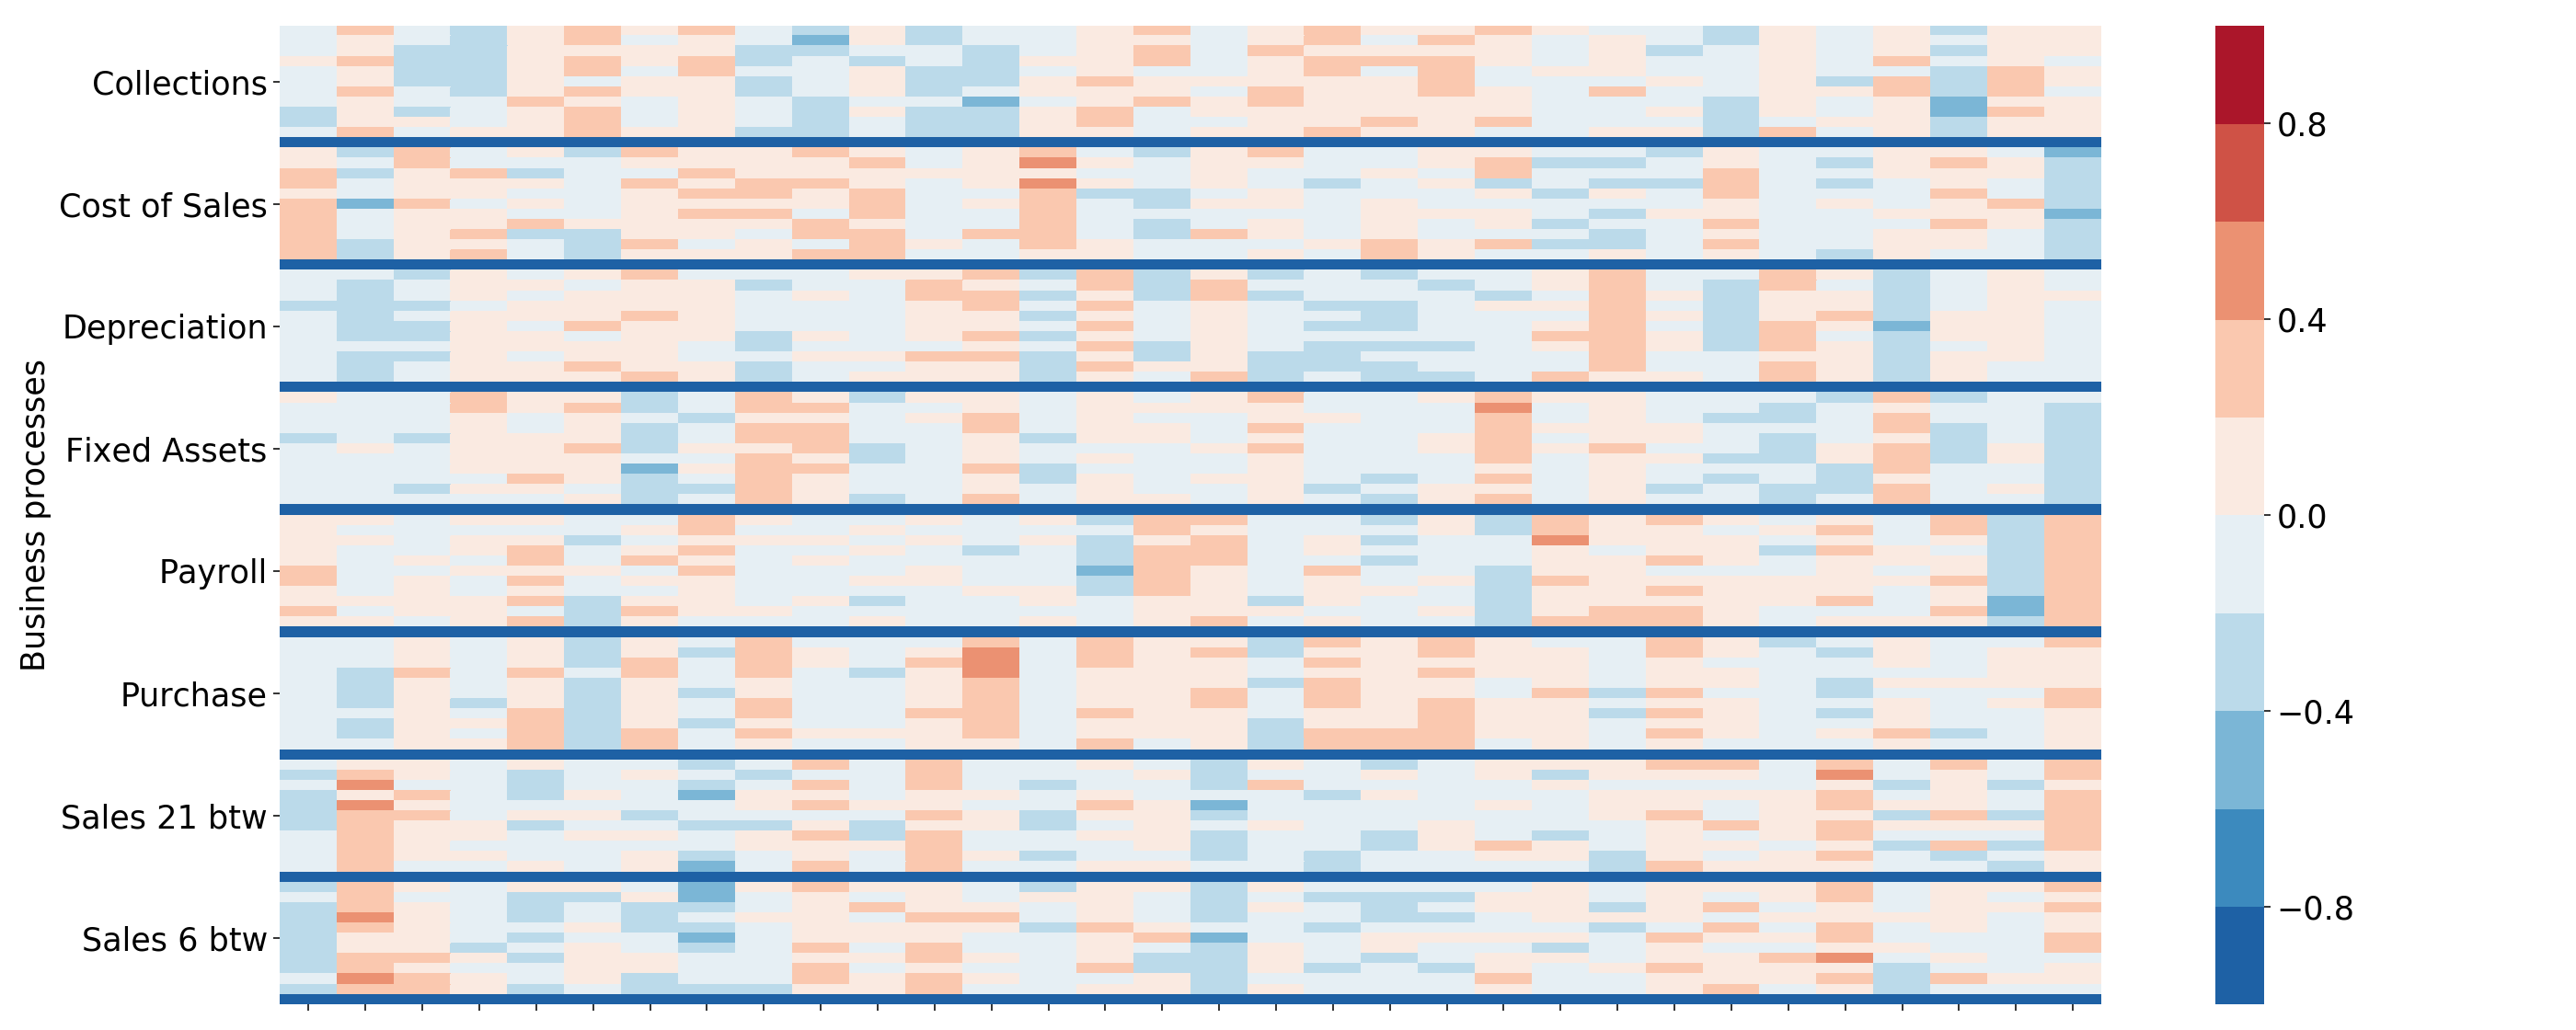 Business processes
Collections
Cost of Sales
Depreciation
Fixed Assets
Payroll
Purchase
Sales 21 btw
Sales 6 btw
0.8
0.4
0.0
−0.4
−0.8